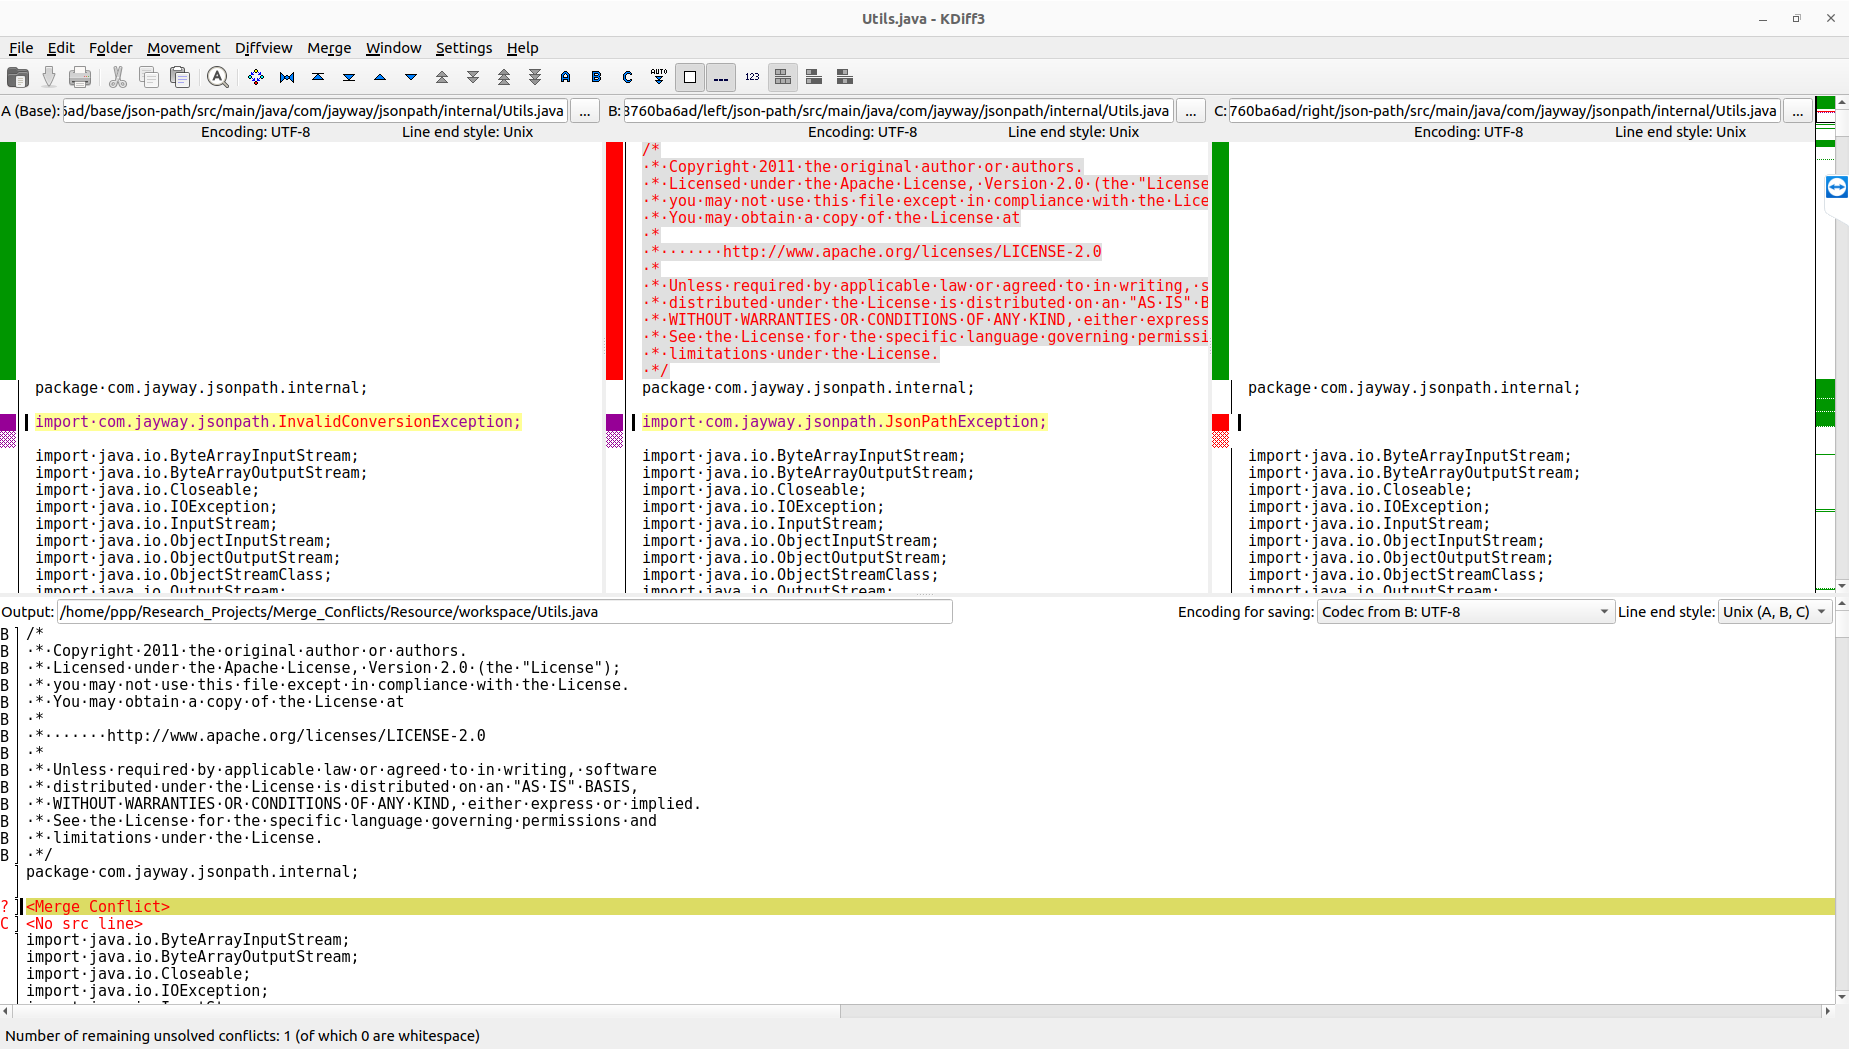 Utils.java - KDiff3
File Edit Folder Movement Diffview Merge Window Settings Help
A B C AUTO 123
A (Base): ad/base/json-path/src/main/java/com/jayway/jsonpath/internal/Utils.java ... B: 3760ba6ad/left/json-path/src/main/java/com/jayway/jsonpath/internal/Utils.java ... C: 760ba6ad/right/json-path/src/main/java/com/jayway/jsonpath/internal/Utils.java ...
Encoding: UTF-8 Line end style: Unix Encoding: UTF-8 Line end style: Unix Encoding: UTF-8 Line end style: Unix
/*
·*·Copyright·2011·the·original·author·or·authors.
·*·Licensed·under·the·Apache·License,·Version·2.0·(the·"License
·*·you·may·not·use·this·file·except·in·compliance·with·the·Lice
·*·You·may·obtain·a·copy·of·the·License·at
·*
·*·······http://www.apache.org/licenses/LICENSE-2.0
·*
·*·Unless·required·by·applicable·law·or·agreed·to·in·writing,·s
·*·distributed·under·the·License·is·distributed·on·an·"AS·IS"·B
·*·WITHOUT·WARRANTIES·OR·CONDITIONS·OF·ANY·KIND,·either·express
·*·See·the·License·for·the·specific·language·governing·permissi
·*·limitations·under·the·License.
·*/
package·com.jayway.jsonpath.internal; package·com.jayway.jsonpath.internal; package·com.jayway.jsonpath.internal;
import·com.jayway.jsonpath.InvalidConversionException; import·com.jayway.jsonpath.JsonPathException;
import·java.io.ByteArrayInputStream; import·java.io.ByteArrayInputStream; import·java.io.ByteArrayInputStream;
import·java.io.ByteArrayOutputStream; import·java.io.ByteArrayOutputStream; import·java.io.ByteArrayOutputStream;
import·java.io.Closeable; import·java.io.Closeable; import·java.io.Closeable;
import·java.io.IOException; import·java.io.IOException; import·java.io.IOException;
import·java.io.InputStream; import·java.io.InputStream; import·java.io.InputStream;
import·java.io.ObjectInputStream; import·java.io.ObjectInputStream; import·java.io.ObjectInputStream;
import·java.io.ObjectOutputStream; import·java.io.ObjectOutputStream; import·java.io.ObjectOutputStream;
import·java.io.ObjectStreamClass; import·java.io.ObjectStreamClass; import·java.io.ObjectStreamClass;
import·java.io.OutputStream; import·java.io.OutputStream; import·java.io.OutputStream;
Output: /home/ppp/Research_Projects/Merge_Conflicts/Resource/workspace/Utils.java Encoding for saving: Codec from B: UTF-8 Line end style: Unix (A, B, C)
B /*
B ·*·Copyright·2011·the·original·author·or·authors.
B ·*·Licensed·under·the·Apache·License,·Version·2.0·(the·"License");
B ·*·you·may·not·use·this·file·except·in·compliance·with·the·License.
B ·*·You·may·obtain·a·copy·of·the·License·at
B ·*
B ·*·······http://www.apache.org/licenses/LICENSE-2.0
B ·*
B ·*·Unless·required·by·applicable·law·or·agreed·to·in·writing,·software
B ·*·distributed·under·the·License·is·distributed·on·an·"AS·IS"·BASIS,
B ·*·WITHOUT·WARRANTIES·OR·CONDITIONS·OF·ANY·KIND,·either·express·or·implied.
B ·*·See·the·License·for·the·specific·language·governing·permissions·and
B ·*·limitations·under·the·License.
B ·*/
package·com.jayway.jsonpath.internal;
? <Merge Conflict>
C <No src line>
import·java.io.ByteArrayInputStream;
import·java.io.ByteArrayOutputStream;
import·java.io.Closeable;
import·java.io.IOException;
Number of remaining unsolved conflicts: 1 (of which 0 are whitespace)